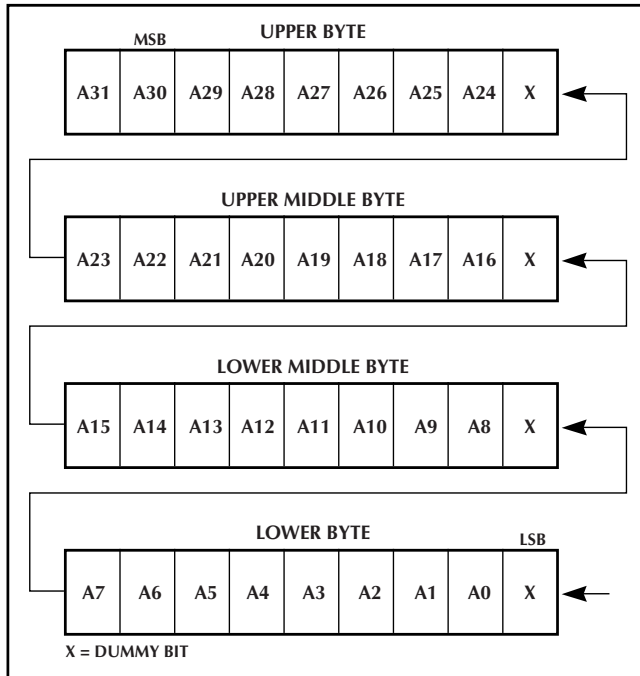 UPPER BYTE
MSB
A31 A30 A29 A28 A27 A26 A25 A24 X
UPPER MIDDLE BYTE
A23 A22 A21 A20 A19 A18 A17 A16 X
LOWER MIDDLE BYTE
A15 A14 A13 A12 A11 A10 A9 A8 X
LOWER BYTE
LSB
A7 A6 A5 A4 A3 A2 A1 A0 X
X = DUMMY BIT